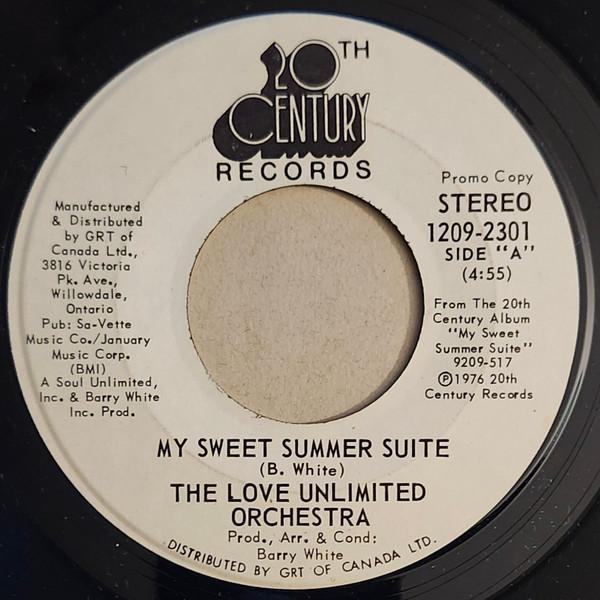 20TH
CENTURY
RECORDS
Promo Copy
STEREO
1209-2301
SIDE "A"
(4:55)
Manufactured
& Distributed
by GRT of
Canada Ltd.,
3816 Victoria
Pk. Ave.,
Willowdale,
Ontario
Pub: Sa-Vette
Music Co./January
Music Corp.
(BMI)
A Soul Unlimited,
Inc. & Barry White
Inc. Prod.
From The 20th
Century Album
"My Sweet
Summer Suite"
9209-517
Ⓟ1976 20th
Century Records
MY SWEET SUMMER SUITE
(B. White)
THE LOVE UNLIMITED
ORCHESTRA
Prod., Arr. & Cond:
Barry White
DISTRIBUTED BY GRT OF CANADA LTD.